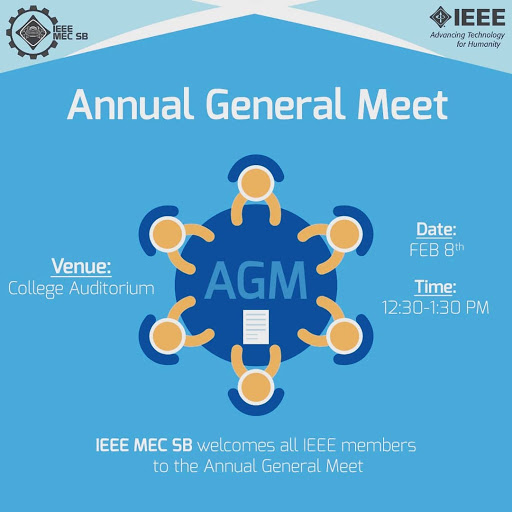 IEEE
MEC SB
IEEE
Advancing Technology
for Humanity
Annual General Meet
Venue:
College Auditorium
AGM
Date:
FEB 8th
Time:
12:30-1:30 PM
IEEE MEC SB welcomes all IEEE members
to the Annual General Meet